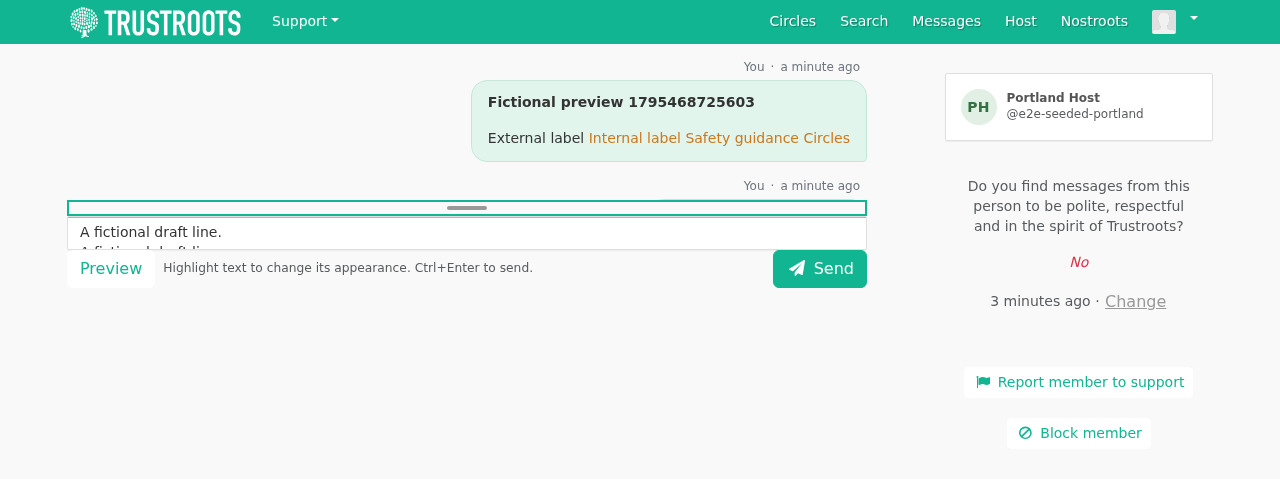 TRUSTROOTS Support Circles Search Messages Host Nostroots
You · a minute ago
Fictional preview 1795468725603
External label Internal label Safety guidance Circles
You · a minute ago
A fictional draft line.
Preview Highlight text to change its appearance. Ctrl+Enter to send. Send
PH Portland Host
@e2e-seeded-portland
Do you find messages from this
person to be polite, respectful
and in the spirit of Trustroots?
No
3 minutes ago · Change
Report member to support
Block member